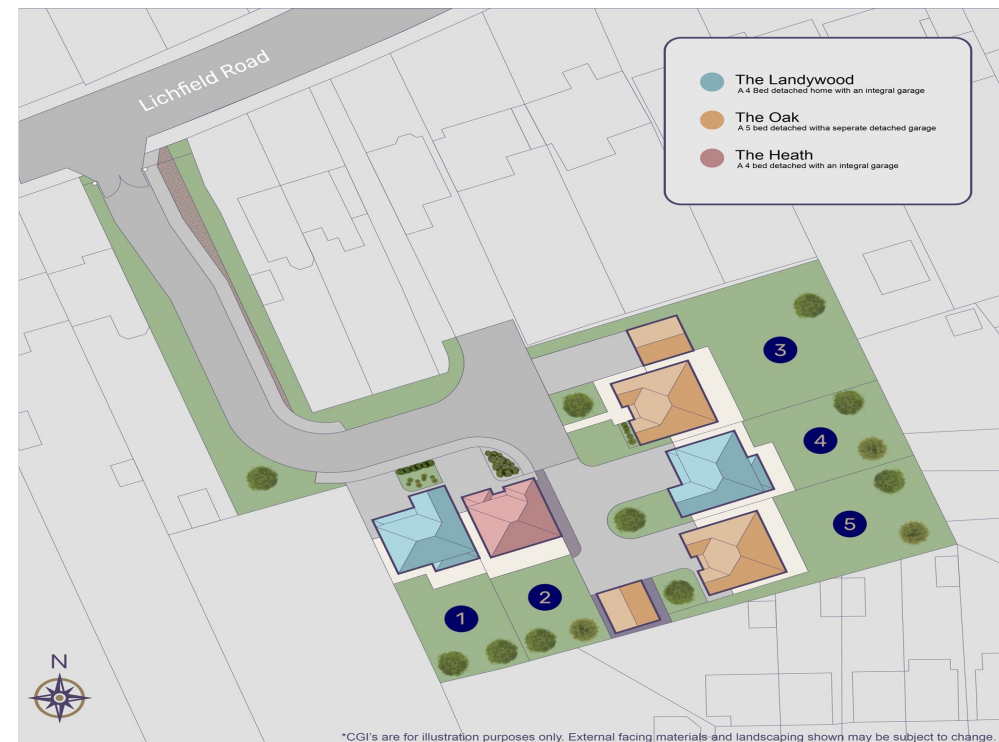 Lichfield Road
The Landywood
A 4 Bed detached home with an integral garage
The Oak
A 5 bed detached witha seperate detached garage
The Heath
A 4 bed detached with an integral garage
3
4
5
2
1
N
*CGI's are for illustration purposes only. External facing materials and landscaping shown may be subject to change.